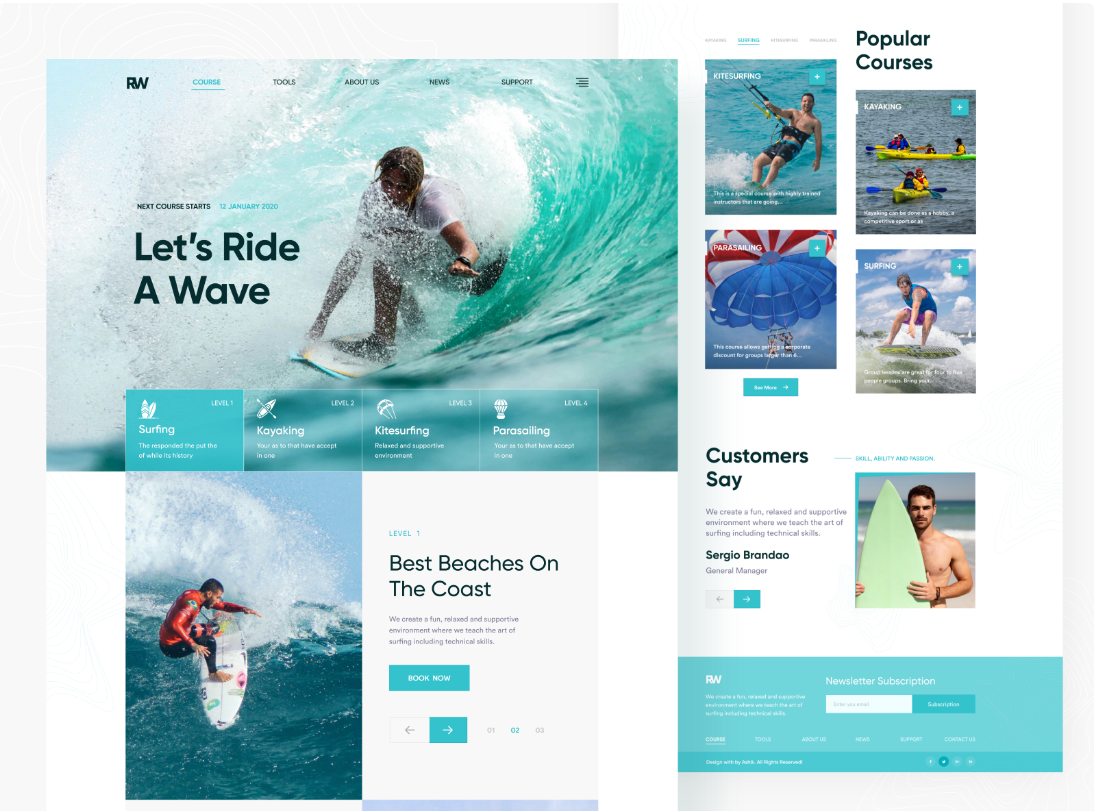 RW
COURSE
TOOLS
ABOUT US
NEWS
SUPPORT
NEXT COURSE STARTS 12 JANUARY 2020
Let's Ride
A Wave
LEVEL 1
Surfing
The responded the put the
of while its history
LEVEL 2
Kayaking
Your as to that have accept
in one
LEVEL 3
Kitesurfing
Relaxed and supportive
environment
LEVEL 4
Parasailing
Your as to that have accept
in one
LEVEL 1
Best Beaches On
The Coast
We create a fun, relaxed and supportive
environment where we teach the art of
surfing including technical skills.
BOOK NOW
01 02 03
KAYAKING
SURFING
KITESURFING
PARASAILING
Popular
Courses
KITESURFING
+
This is a special course with highly trained
instructors that are going...
KAYAKING
+
Kayaking can be done as a hobby, a
competitive sport or as
PARASAILING
+
This course allows getting a corporate
discount for groups larger than 4...
SURFING
+
Group lessons are great for four to five
people groups. Bring your...
See More
Customers
Say
SKILL, ABILITY AND PASSION.
We create a fun, relaxed and supportive
environment where we teach the art of
surfing including technical skills.
Sergio Brandao
General Manager
RW
We create a fun, relaxed and supportive
environment where we teach the art of
surfing including technical skills.
Newsletter Subscription
Enter you email
Subscription
COURSE
TOOLS
ABOUT US
NEWS
SUPPORT
CONTACT US
Design with by Aakib. All Rights Reserved!